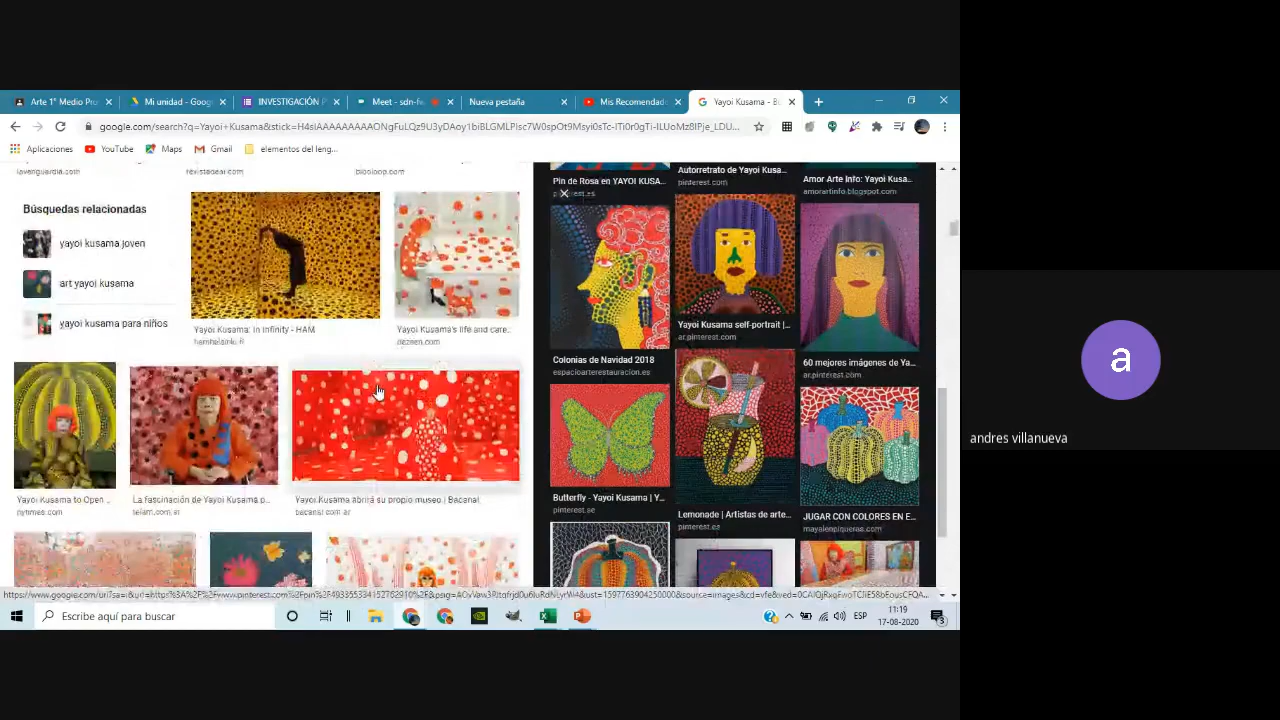 Arte 1° Medio Pro
Mi unidad - Goog
INVESTIGACIÓN P
Meet - sdn-f
Nueva pestaña
Mis Recomendado
Yayoi Kusama - B
Aplicaciones
YouTube
Maps
Gmail
elementos del leng...
lavanguardia.com
Búsquedas relacionadas
yayoi kusama joven
art yayoi kusama
yayoi kusama para niños
Yayoi Kusama: In Infinity - HAM
Yayoi Kusama's life and care...
dezeen.com
Yayoi Kusama to Open ...
nytimes.com
La fascinación de Yayoi Kusama p...
Yayoi Kusama abrirá su propio museo | Bacanal
bacanal.com.ar
Pin de Rosa en YAYOI KUSA...
pinterest.es
Autorretrato de Yayoi Kusa...
pinterest.com
Amor Arte Info: Yayoi Kusa...
amorartinfo.blogspot.com
Colonias de Navidad 2018
espacioarterestauracion.es
Yayoi Kusama self-portrait |...
ar.pinterest.com
60 mejores imágenes de Ya...
ar.pinterest.com
Butterfly - Yayoi Kusama | Y...
pinterest.se
Lemonade | Artistas de arte...
pinterest.es
JUGAR CON COLORES EN E...
mayalenpiqueras.com
Escribe aquí para buscar
ESP
11:19
17-08-2020
3
a
andres villanueva